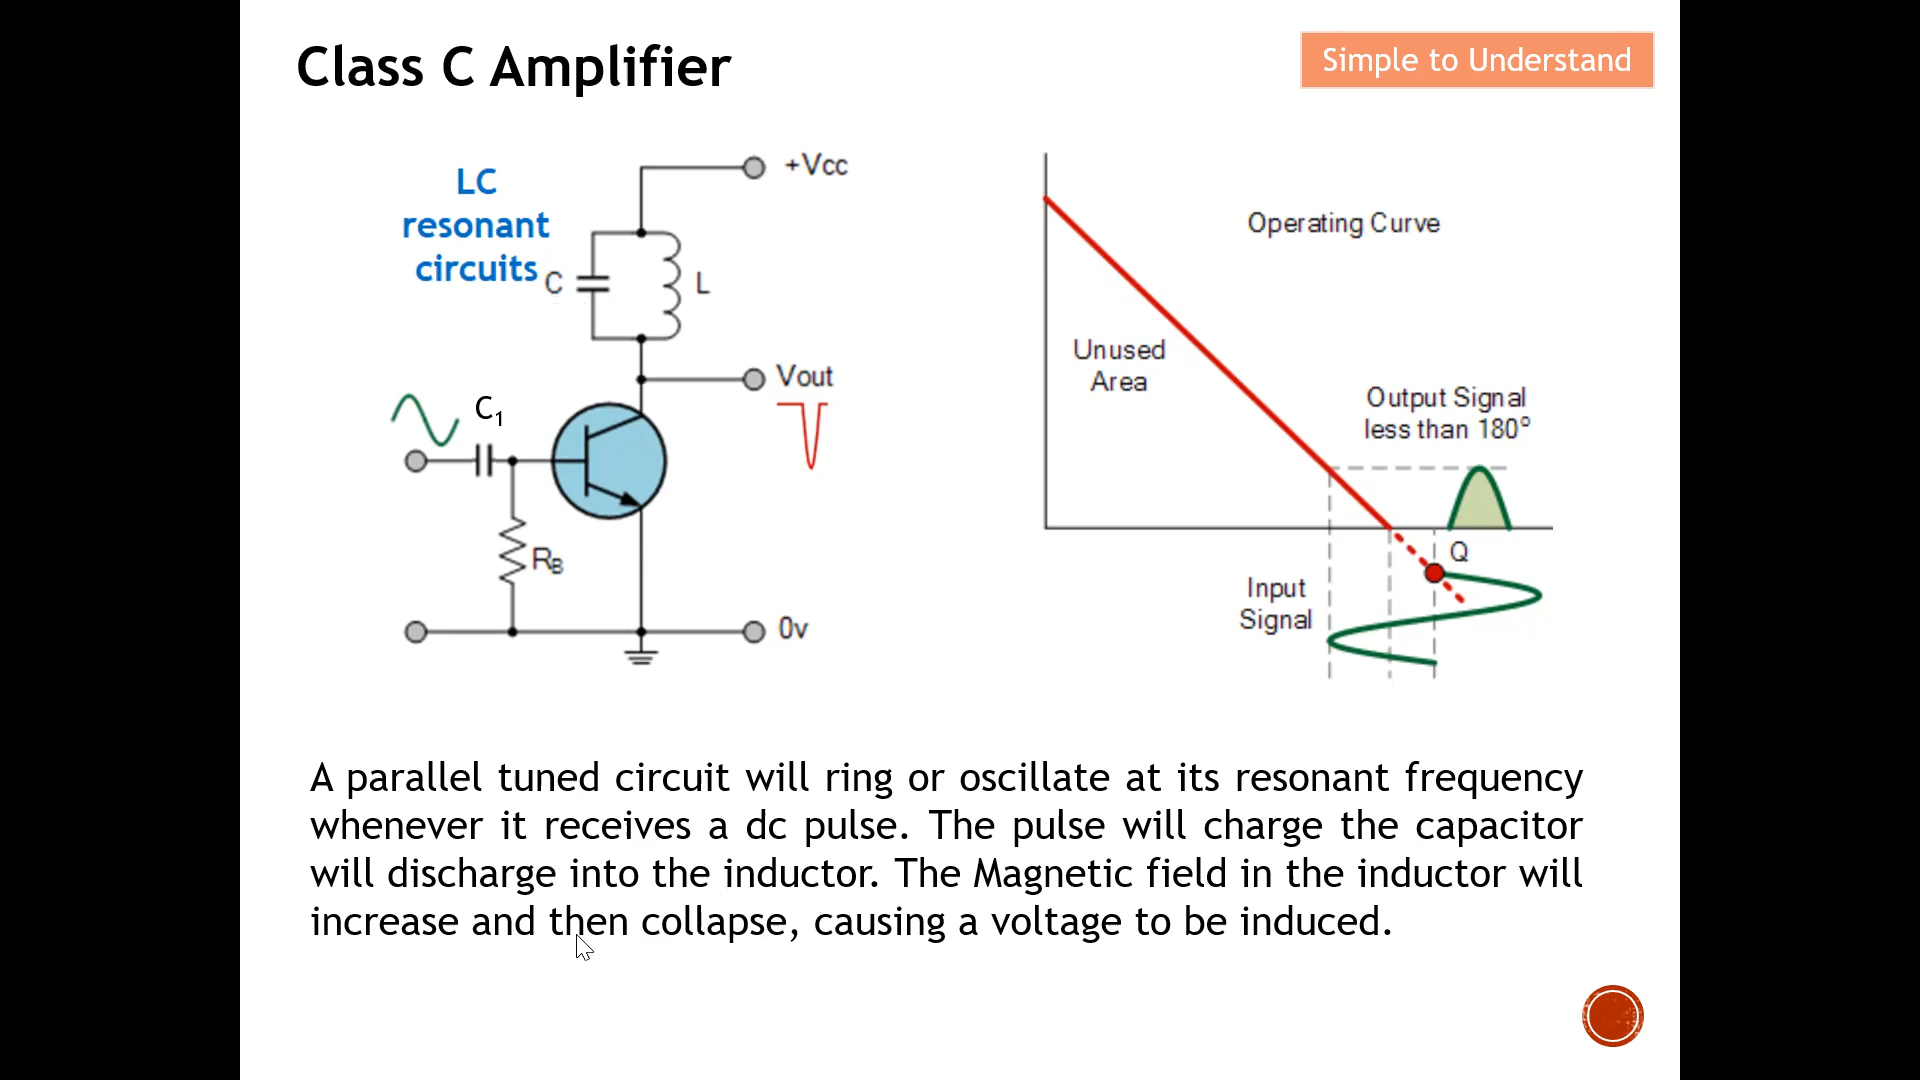 Class C Amplifier
Simple to Understand
LC
resonant
circuits
C
L
+Vcc
Vout
C₁
R_B
0v
Operating Curve
Unused
Area
Output Signal
less than 180°
Q
Input
Signal
A parallel tuned circuit will ring or oscillate at its resonant frequency
whenever it receives a dc pulse. The pulse will charge the capacitor
will discharge into the inductor. The Magnetic field in the inductor will
increase and then collapse, causing a voltage to be induced.